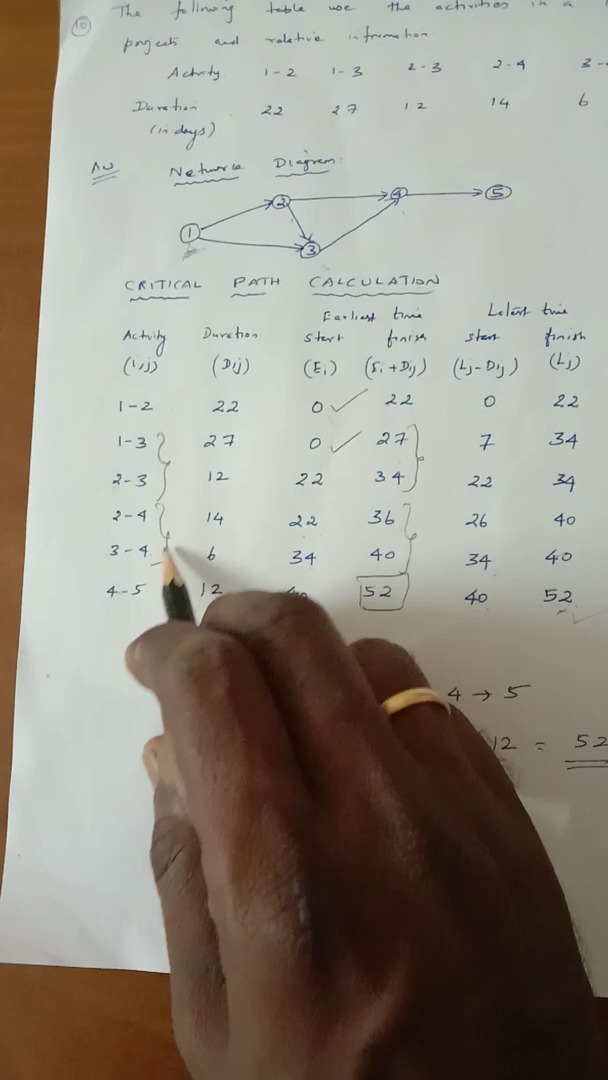 10 The following table use the activities in a
projects and relative information.
Activity 1-2 1-3 2-3 2-4 3-
Duration 22 27 12 14 6
(in days)
Network Diagram:
2 4 5
1
3
CRITICAL PATH CALCULATION
Earliest time Latest time
Activity Duration start finish start finish
(i,j) (Dij) (Ei) (Ei + Dij) (Lj - Dij) (Lj)
1-2 22 0 22 0 22
1-3 27 0 27 7 34
2-3 12 22 34 22 34
2-4 14 22 36 26 40
3-4 6 34 40 34 40
4-5 12 52 40 52
4 → 5
12 = 52